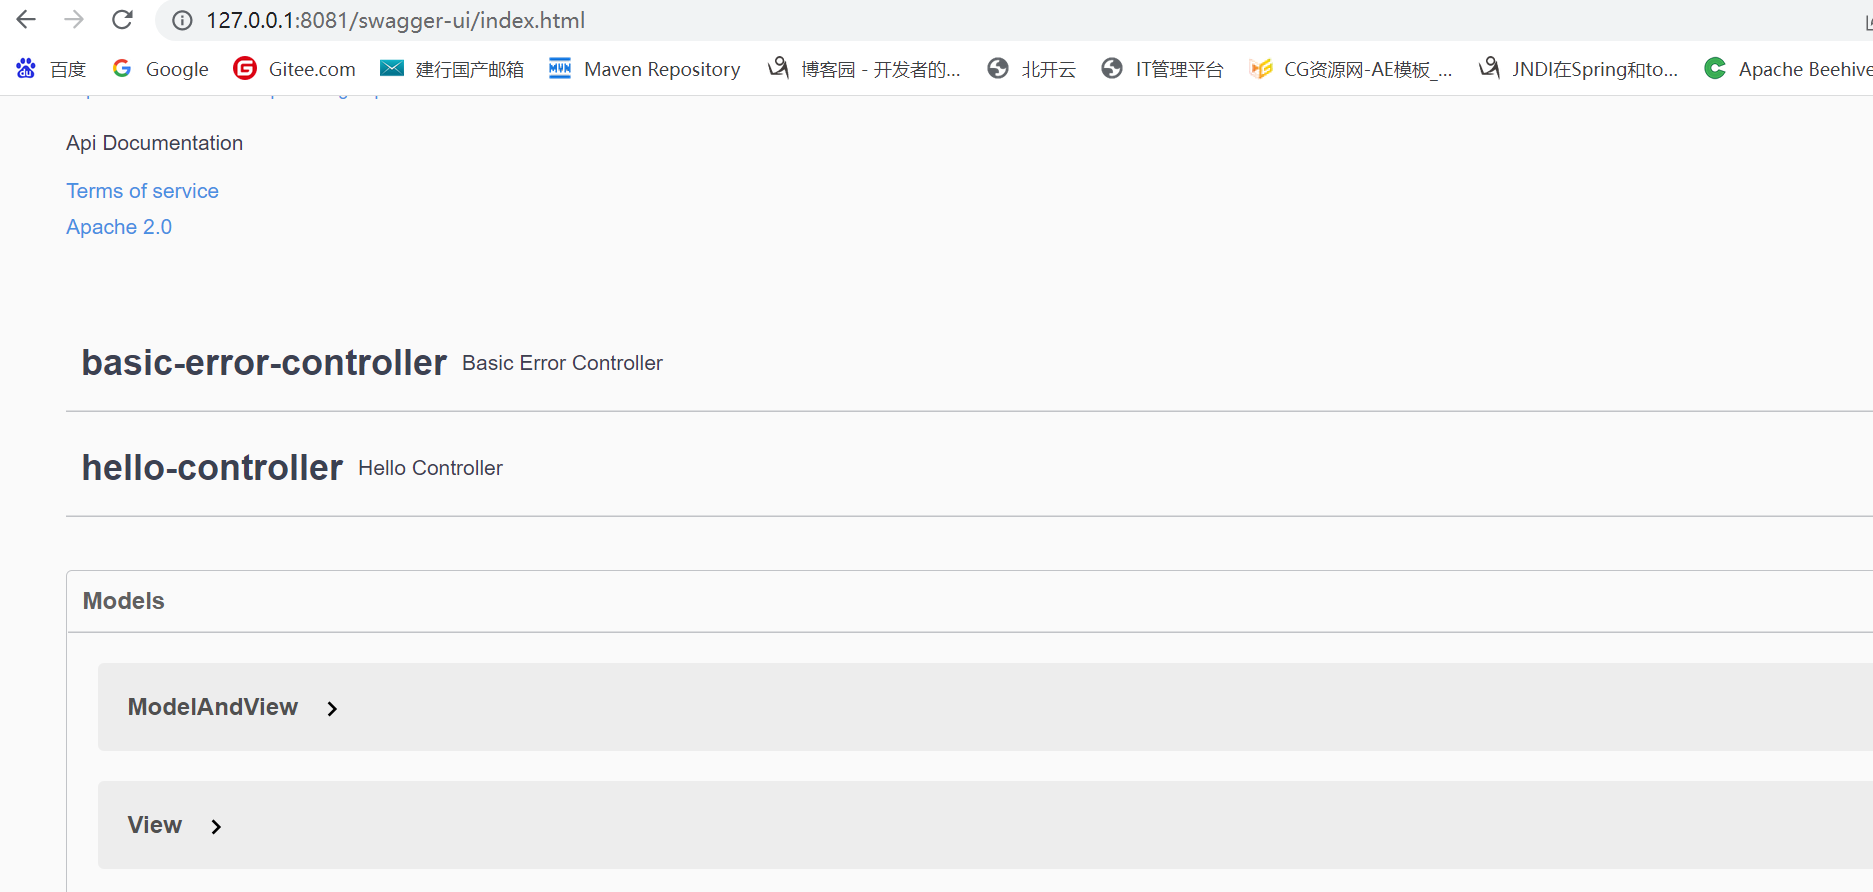 127.0.0.1:8081/swagger-ui/index.html
百度 Google Gitee.com 建行国产邮箱 Maven Repository 博客园 - 开发者的... 北开云 IT管理平台 CG资源网-AE模板_... JNDI在Spring和to... Apache Beehive
Api Documentation
Terms of service
Apache 2.0
basic-error-controller Basic Error Controller
hello-controller Hello Controller
Models
ModelAndView
View